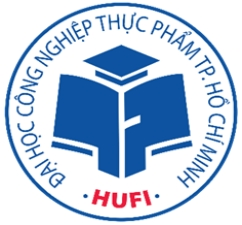 ĐẠI HỌC CÔNG NGHIỆP THỰC PHẨM TP. HỒ CHÍ MINH
· HUFI ·